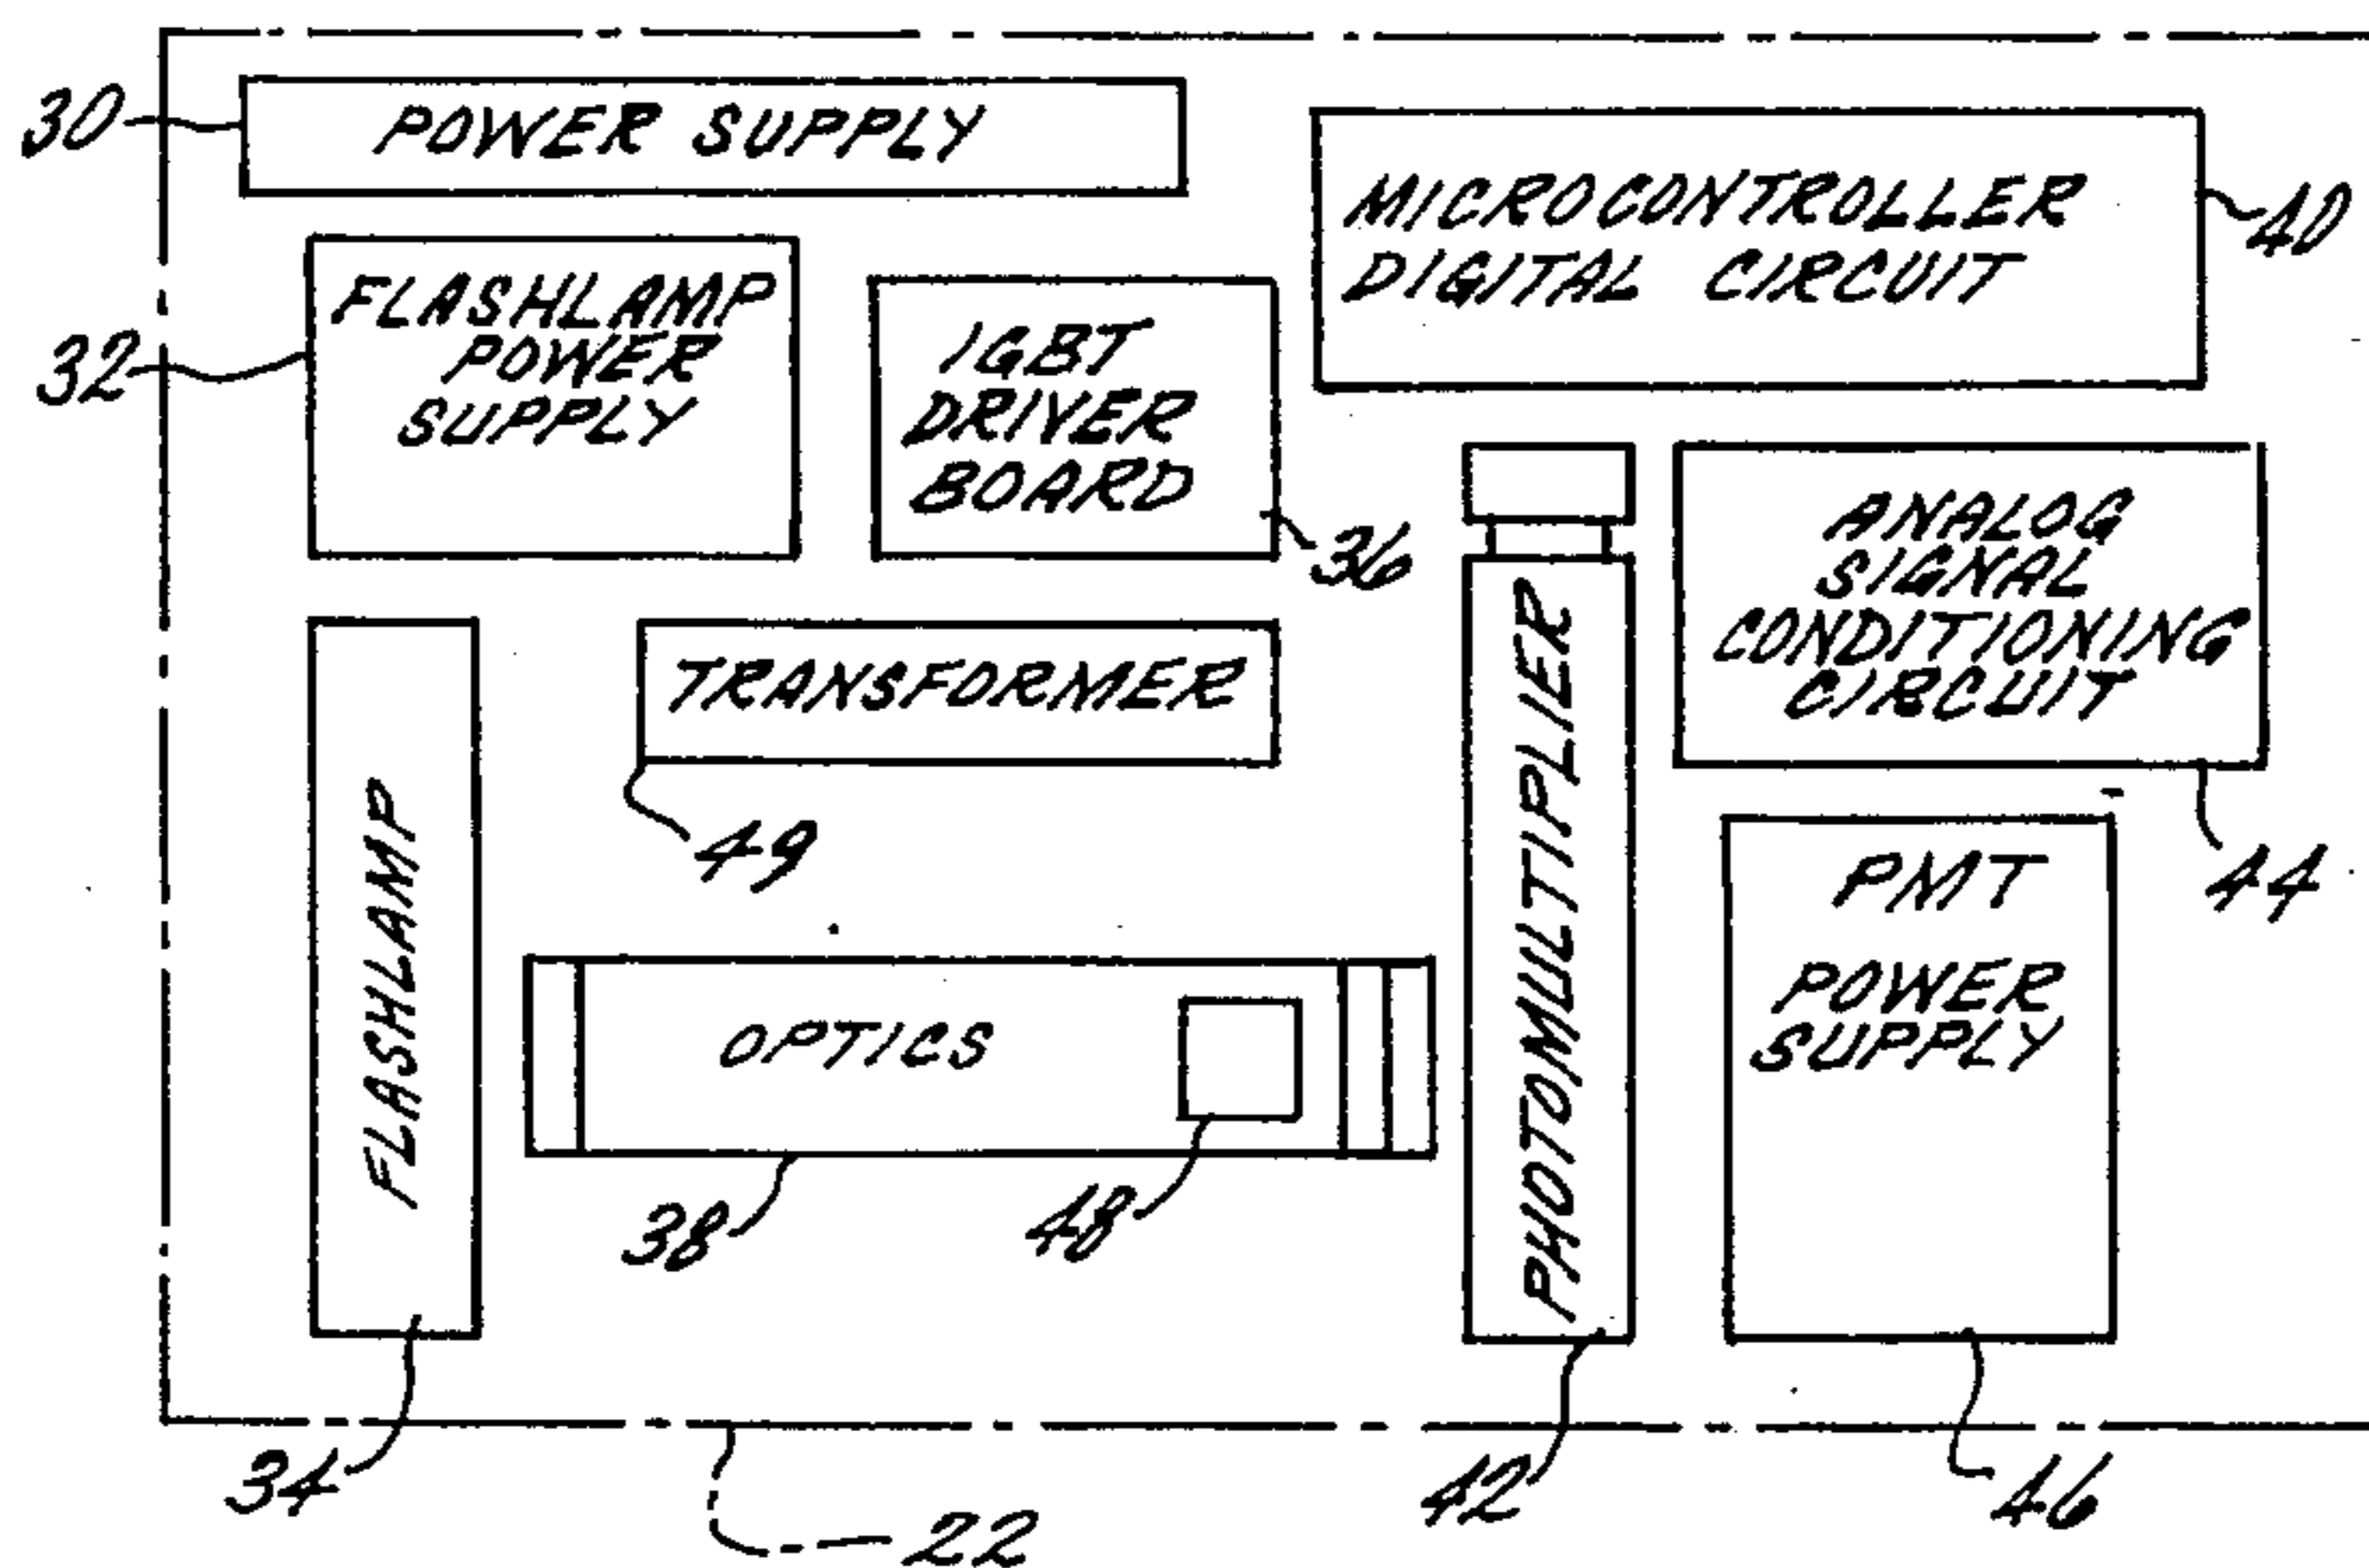 30
POWER SUPPLY
MICROCONTROLLER
DIGITAL CIRCUIT
40
32
FLASHLAMP
POWER
SUPPLY
IGBT
DRIVER
BOARD
36
ANALOG
SIGNAL
CONDITIONING
CIRCUIT
44
TRANSFORMER
49
FLASHLAMP
34
OPTICS
38
48
PHOTOMULTIPLIER
42
PMT
POWER
SUPPLY
46
22